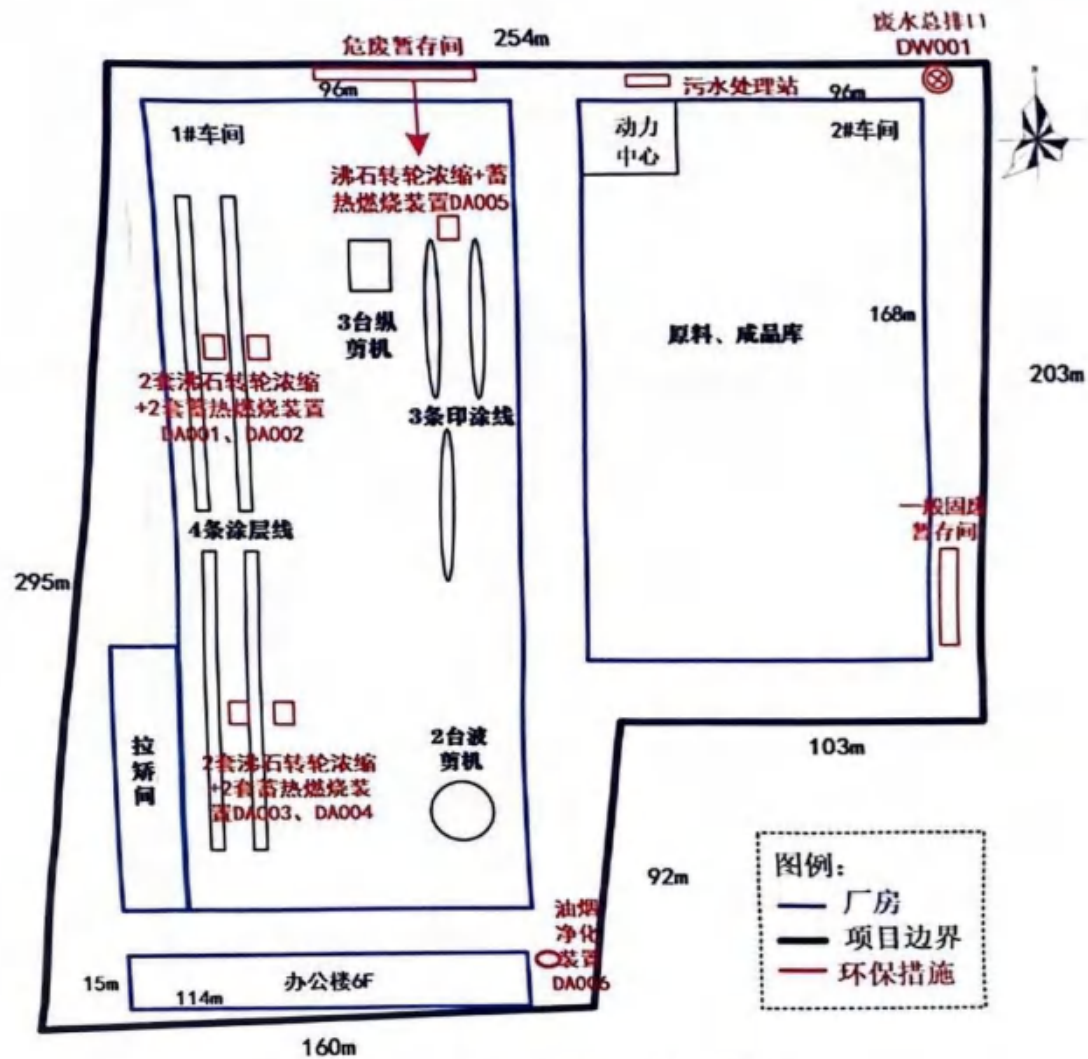 废水总排口
DW001
危废暂存间
254m
96m
污水处理站
96m
1#车间
动力
中心
2#车间
沸石转轮浓缩+蓄
热燃烧装置DA005
3台纵
剪机
168m
原料、成品库
203m
2套沸石转轮浓缩
+2套蓄热燃烧装置
DA001、DA002
3条印涂线
一般固废
暂存间
4条涂层线
295m
拉
矫
间
2台波
剪机
103m
2套沸石转轮浓缩
+2套蓄热燃烧装
置DA003、DA004
92m
图例：
厂房
项目边界
环保措施
油烟
净化
装置
DA006
15m
114m
办公楼6F
160m